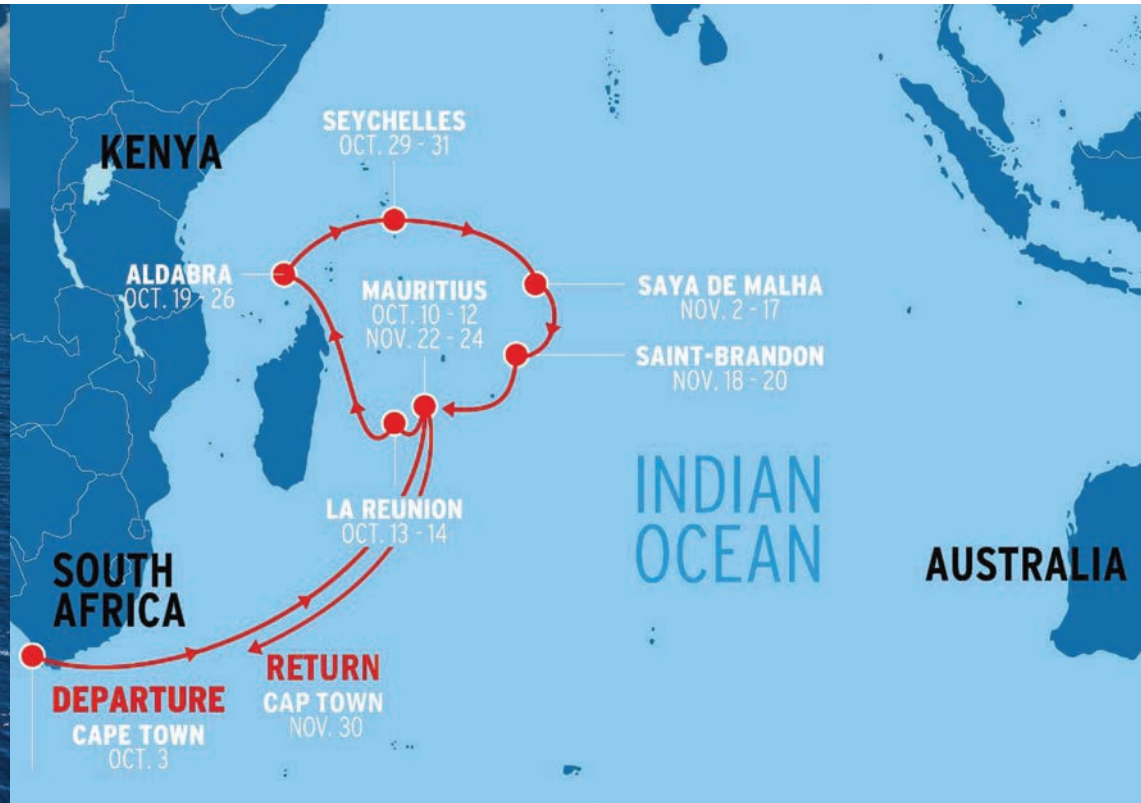 SEYCHELLES
OCT. 29 - 31
KENYA
ALDABRA
OCT. 19 - 26
MAURITIUS
OCT. 10 - 12
NOV. 22 - 24
SAYA DE MALHA
NOV. 2 - 17
SAINT-BRANDON
NOV. 18 - 20
INDIAN
OCEAN
LA REUNION
OCT. 13 - 14
AUSTRALIA
SOUTH
AFRICA
DEPARTURE
CAPE TOWN
OCT. 3
RETURN
CAP TOWN
NOV. 30